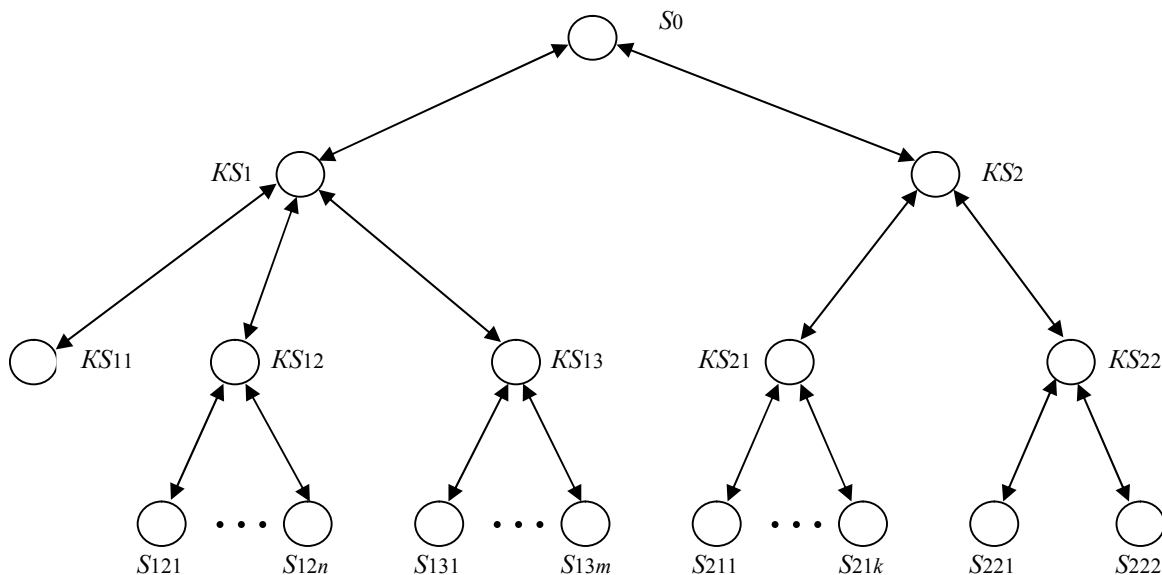 S0
KS1
KS2
KS11
KS12
KS13
KS21
KS22
S121
S12n
S131
S13m
S211
S21k
S221
S222